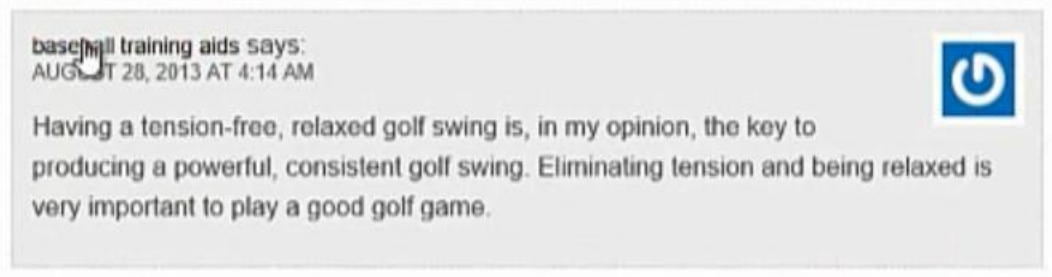 baseball training aids says:
AUGUST 28, 2013 AT 4:14 AM
Having a tension-free, relaxed golf swing is, in my opinion, the key to
producing a powerful, consistent golf swing. Eliminating tension and being relaxed is
very important to play a good golf game.